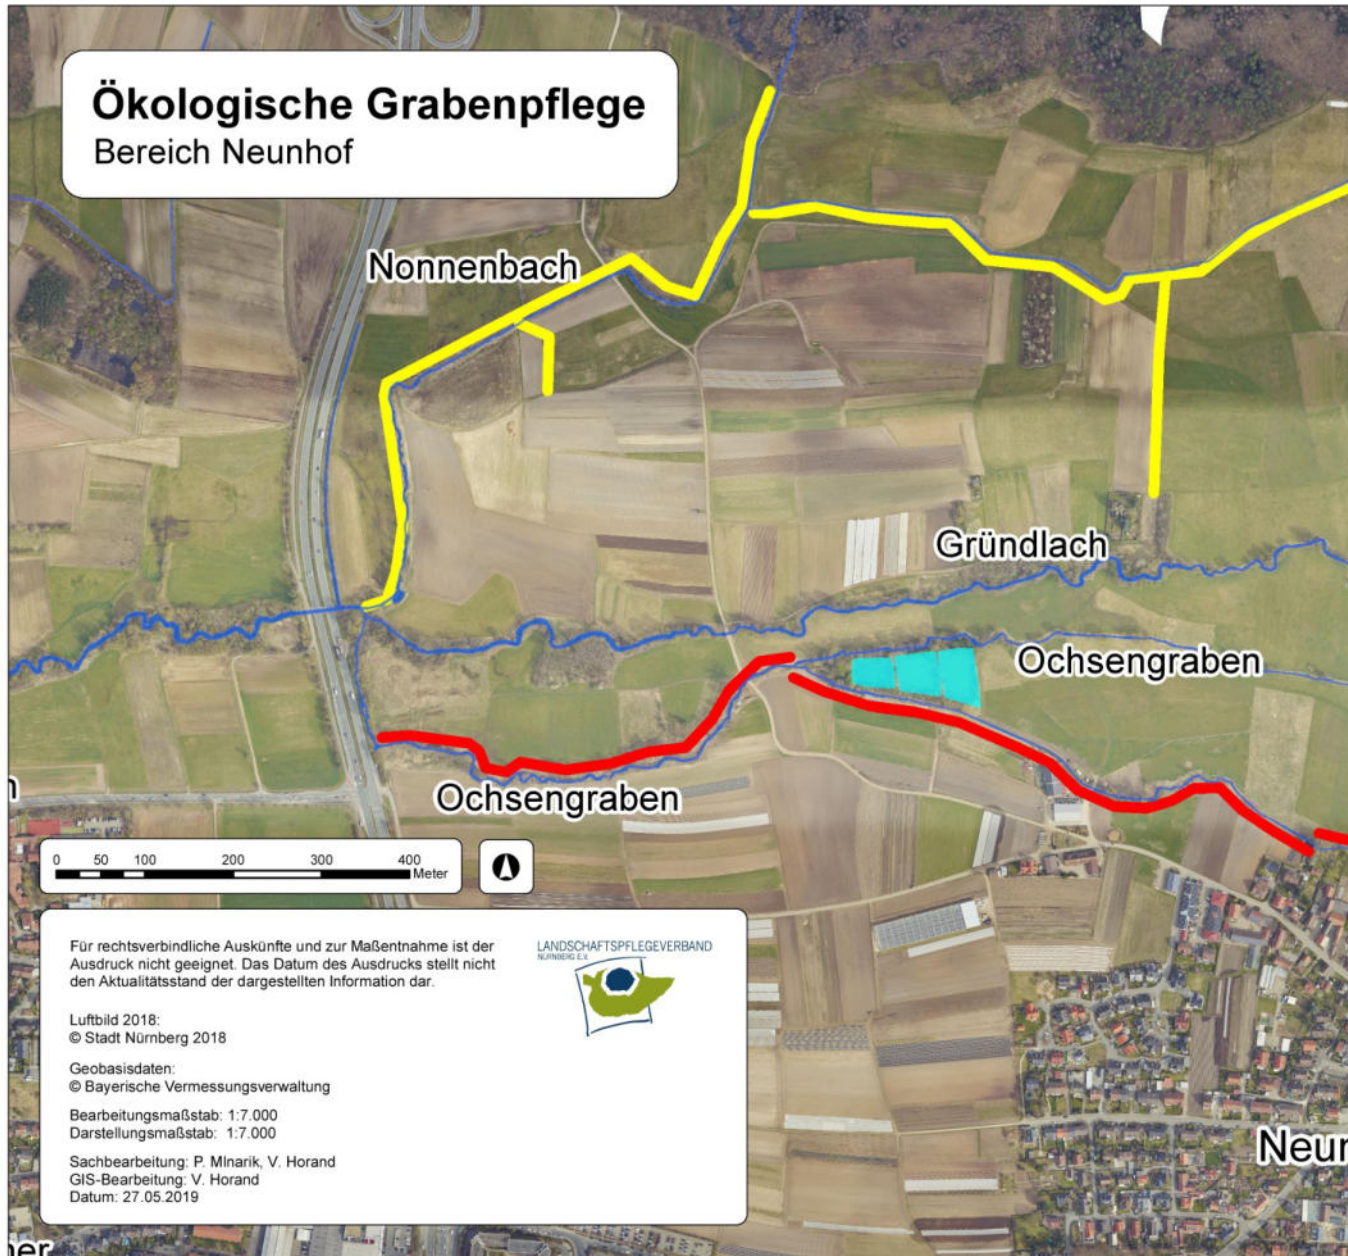 Ökologische Grabenpflege
Bereich Neunhof
Nonnenbach
Gründlach
Ochsengraben
Ochsengraben
0 50 100 200 300 400
Meter
Für rechtsverbindliche Auskünfte und zur Maßentnahme ist der
Ausdruck nicht geeignet. Das Datum des Ausdrucks stellt nicht
den Aktualitätsstand der dargestellten Information dar.
LANDSCHAFTSPFLEGEVERBAND
NÜRNBERG E.V.
Luftbild 2018:
© Stadt Nürnberg 2018
Geobasisdaten:
© Bayerische Vermessungsverwaltung
Bearbeitungsmaßstab: 1:7.000
Darstellungsmaßstab: 1:7.000
Sachbearbeitung: P. Mlnarik, V. Horand
GIS-Bearbeitung: V. Horand
Datum: 27.05.2019
Neun